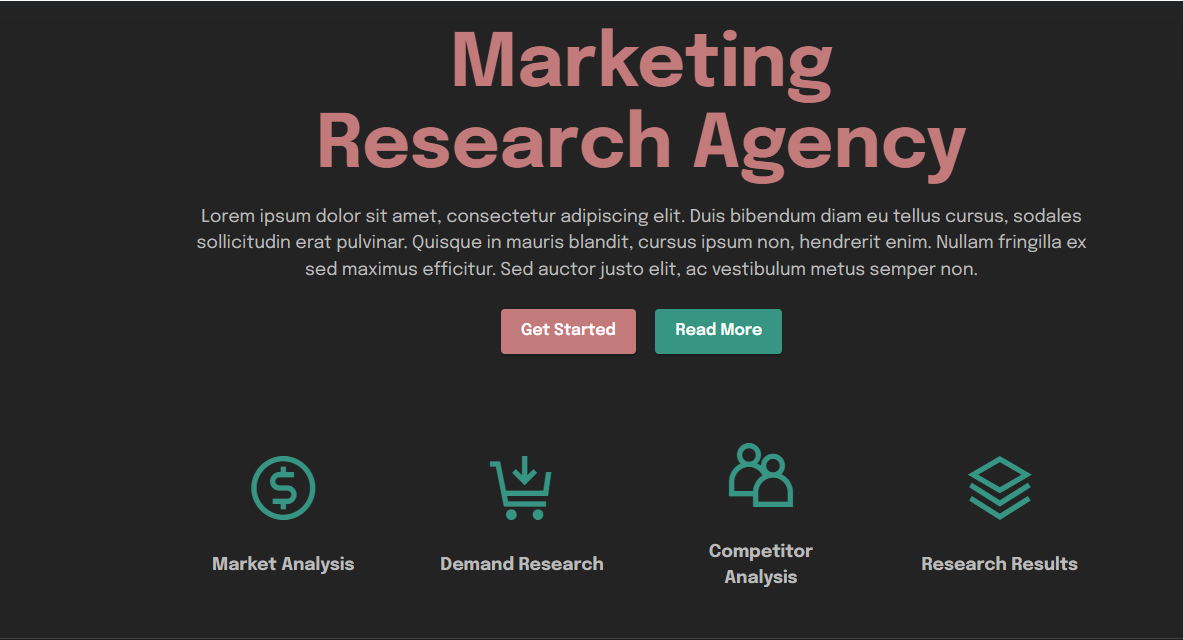 Marketing
Research Agency
Lorem ipsum dolor sit amet, consectetur adipiscing elit. Duis bibendum diam eu tellus cursus, sodales
sollicitudin erat pulvinar. Quisque in mauris blandit, cursus ipsum non, hendrerit enim. Nullam fringilla ex
sed maximus efficitur. Sed auctor justo elit, ac vestibulum metus semper non.
Get Started
Read More
Market Analysis
Demand Research
Competitor
Analysis
Research Results